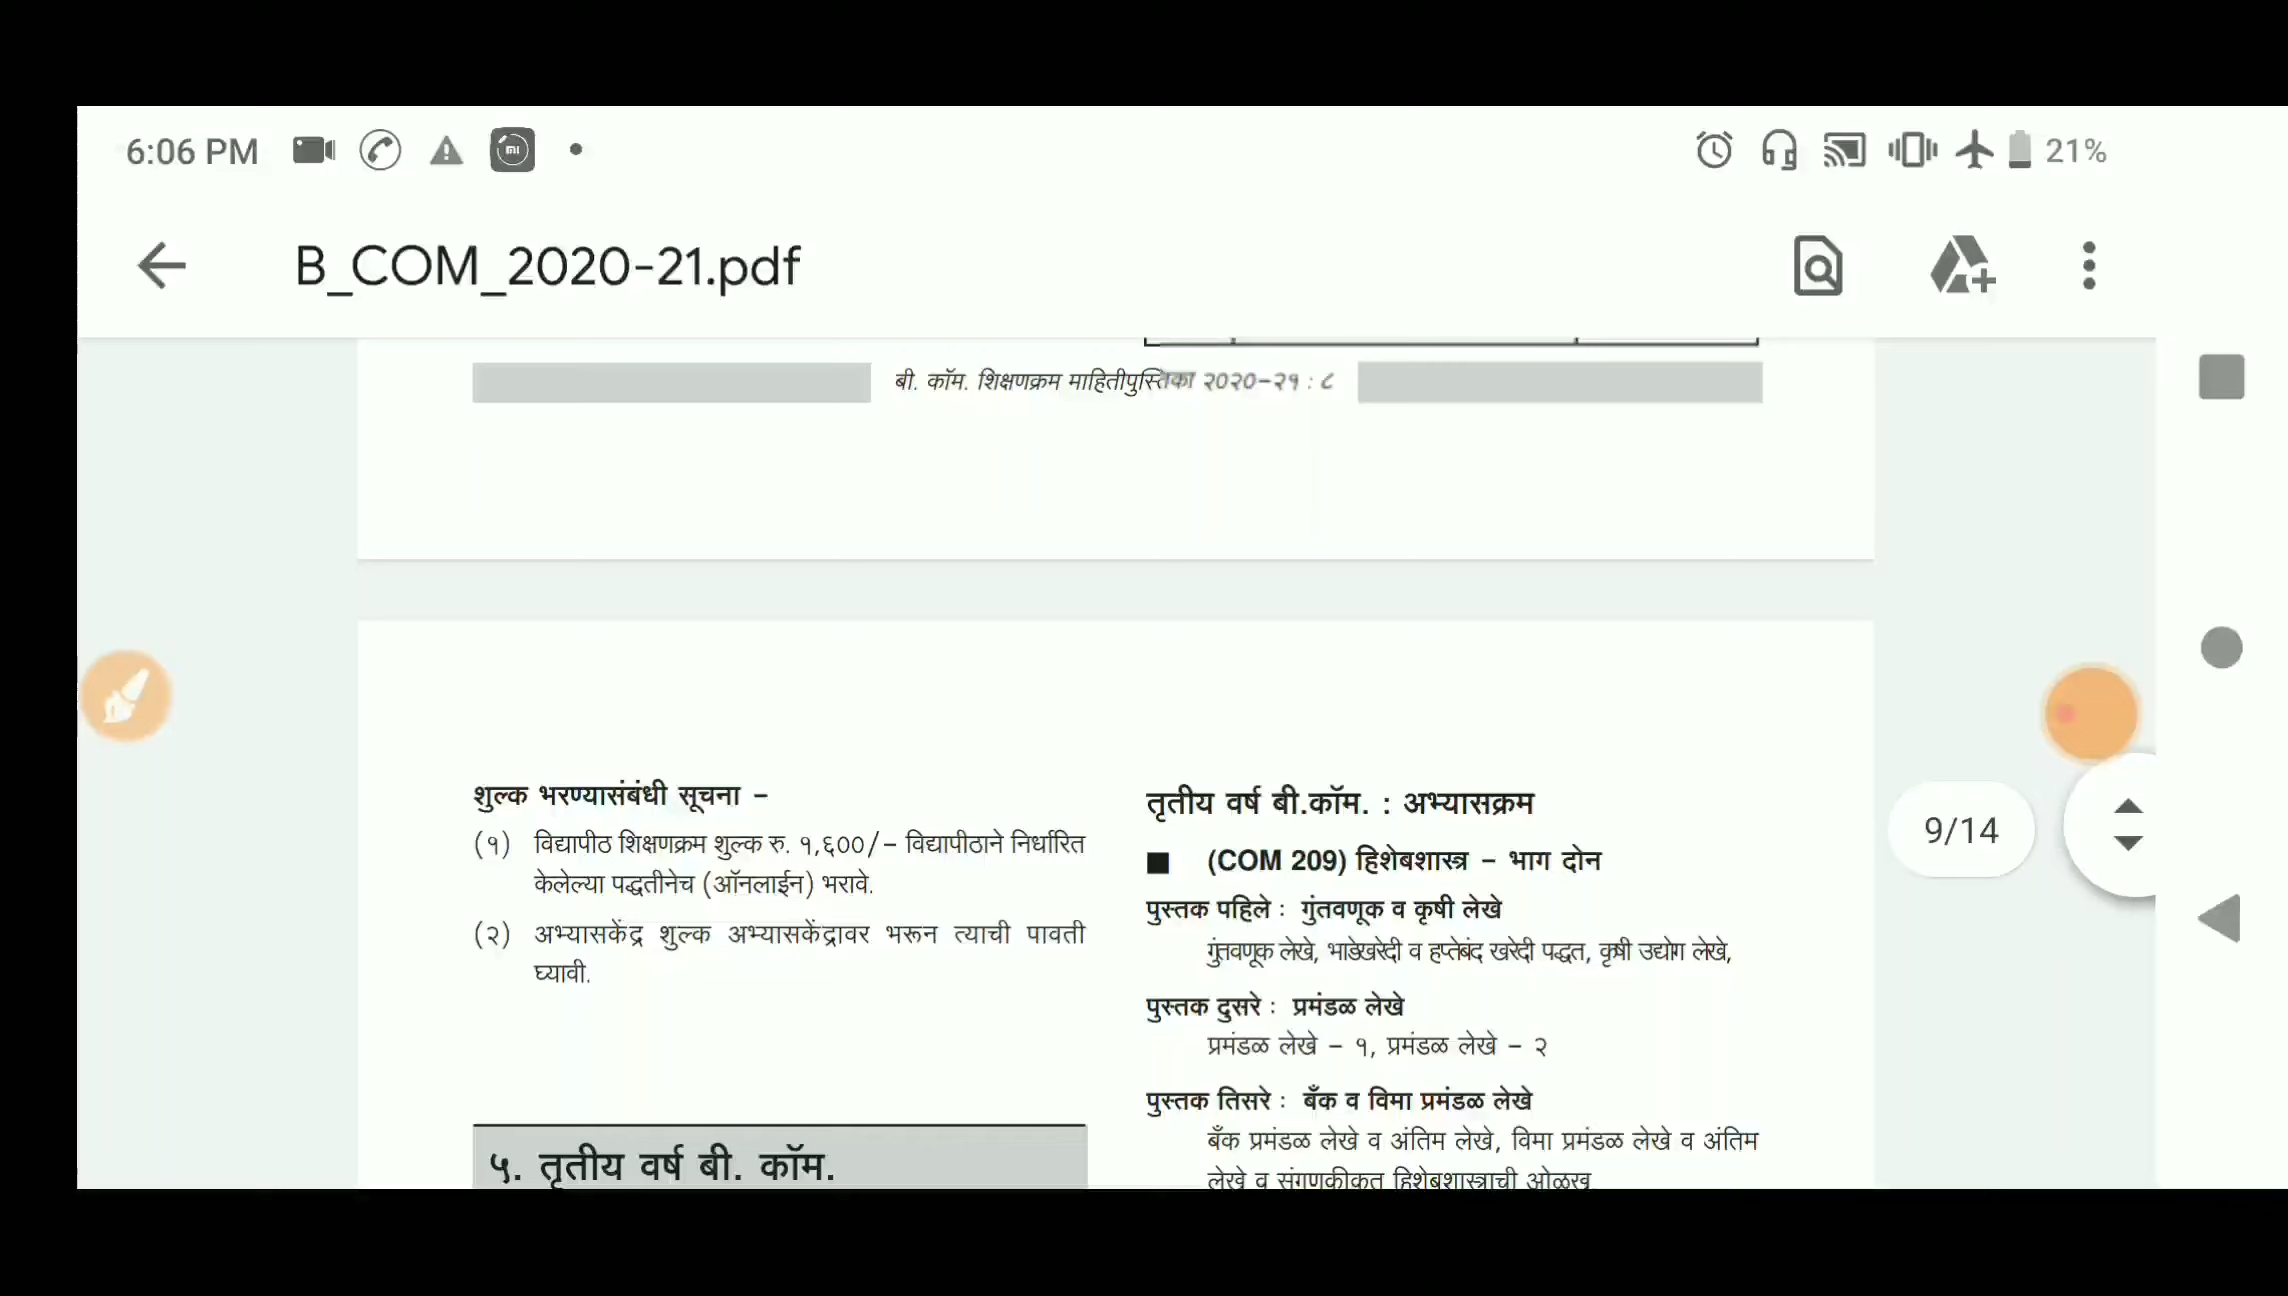 6:06 PM
21%
B_COM_2020-21.pdf
बी. कॉम. शिक्षणक्रम माहितीपुस्तिका २०२०-२१ : ८
शुल्क भरण्यासंबंधी सूचना –
(१) विद्यापीठ शिक्षणक्रम शुल्क रु. १,६००/– विद्यापीठाने निर्धारित
केलेल्या पद्धतीनेच (ऑनलाईन) भरावे.
(२) अभ्यासकेंद्र शुल्क अभ्यासकेंद्रावर भरून त्याची पावती
घ्यावी.
५. तृतीय वर्ष बी. कॉम.
तृतीय वर्ष बी.कॉम. : अभ्यासक्रम
■ (COM 209) हिशेबशास्त्र – भाग दोन
पुस्तक पहिले : गुंतवणूक व कृषी लेखे
गुंतवणूक लेखे, भाडेखरेदी व हप्तेबंद खरेदी पद्धत, कृषी उद्योग लेखे,
पुस्तक दुसरे : प्रमंडळ लेखे
प्रमंडळ लेखे – १, प्रमंडळ लेखे – २
पुस्तक तिसरे : बँक व विमा प्रमंडळ लेखे
बँक प्रमंडळ लेखे व अंतिम लेखे, विमा प्रमंडळ लेखे व अंतिम
लेखे व संगणकीकृत हिशेबशास्त्राची ओळख
9/14